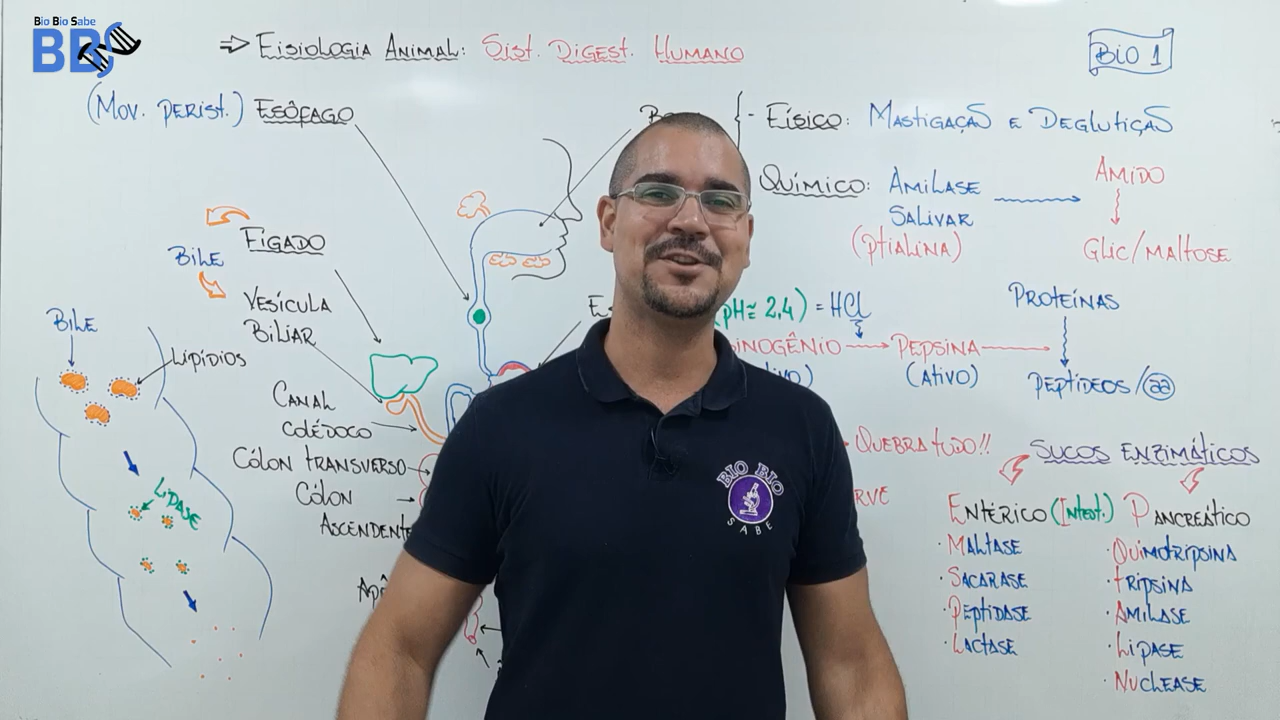 Bio Bio Sabe
BBS
⇒ Fisiologia Animal: Sist. Digest. Humano
Bio 1
(Mov. perist.) Esôfago
- Físico: Mastigação e Deglutição
Químico: Amilase
Salivar
(ptialina)
Amido
Glic/maltose
Fígado
Bile
Vesícula
Biliar
Bile
Lipídios
(pH≅ 2,4) = HCl
Proteínas
Pepsina
(Ativo)
Peptídeos/aa
Canal
Colédoco
Cólon transverso
Cólon
Ascendente
Quebra tudo!!
Sucos Enzimáticos
Lipase
Entérico (Intest.)
· Maltase
· Sacarase
· Peptidase
· Lactase
Pancreático
· Quimotripsina
· Tripsina
· Amilase
· Lipase
· Nuclease
BIO BIO
SABE